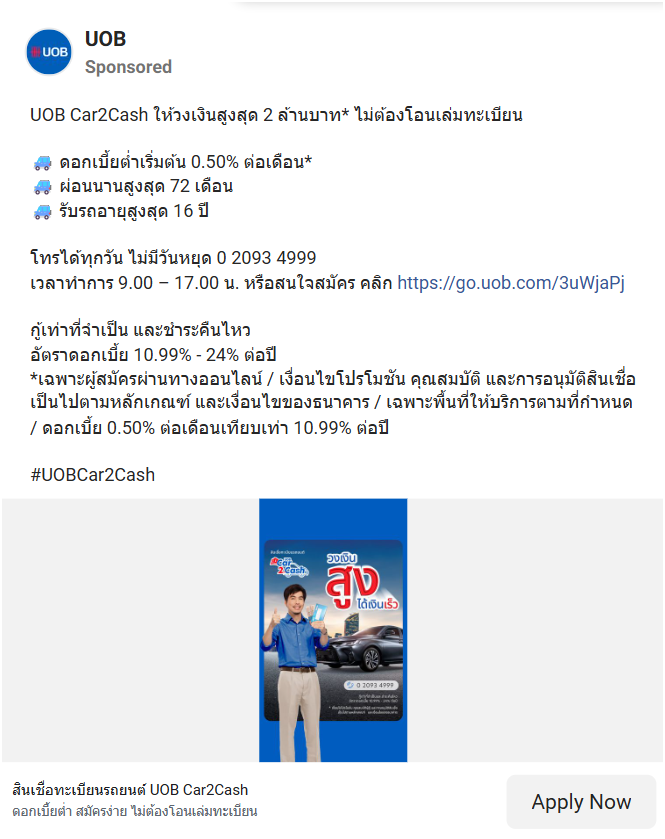 UOB
UOB
Sponsored
UOB Car2Cash ให้วงเงินสูงสุด 2 ล้านบาท* ไม่ต้องโอนเล่มทะเบียน
ดอกเบี้ยต่ำเริ่มต้น 0.50% ต่อเดือน*
ผ่อนนานสูงสุด 72 เดือน
รับรถอายุสูงสุด 16 ปี
โทรได้ทุกวัน ไม่มีวันหยุด 0 2093 4999
เวลาทำการ 9.00 – 17.00 น. หรือสนใจสมัคร คลิก https://go.uob.com/3uWjaPj
กู้เท่าที่จำเป็น และชำระคืนไหว
อัตราดอกเบี้ย 10.99% - 24% ต่อปี
*เฉพาะผู้สมัครผ่านทางออนไลน์ / เงื่อนไขโปรโมชัน คุณสมบัติ และการอนุมัติสินเชื่อ
เป็นไปตามหลักเกณฑ์ และเงื่อนไขของธนาคาร / เฉพาะพื้นที่ให้บริการตามที่กำหนด
/ ดอกเบี้ย 0.50% ต่อเดือนเทียบเท่า 10.99% ต่อปี
#UOBCar2Cash
Car
2Cash
วงเงิน
สูง
ได้เงินเร็ว
0 2093 4999
สินเชื่อทะเบียนรถยนต์ UOB Car2Cash
ดอกเบี้ยต่ำ สมัครง่าย ไม่ต้องโอนเล่มทะเบียน
Apply Now